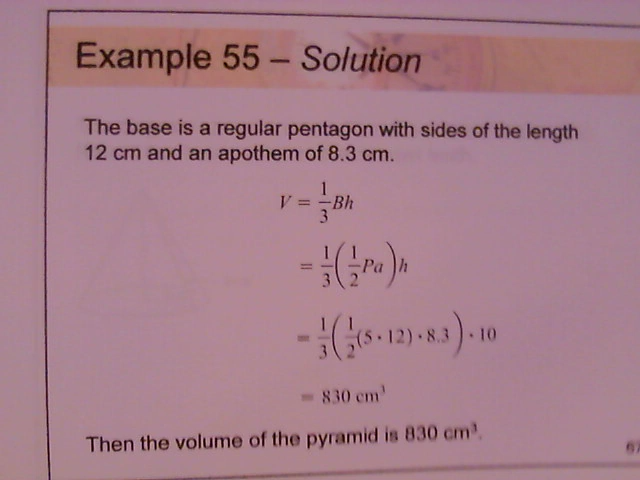 Example 55 – Solution
The base is a regular pentagon with sides of the length
12 cm and an apothem of 8.3 cm.
V = 1/3 Bh
= 1/3 (1/2 Pa) h
= 1/3 (1/2 (5 · 12) · 8.3) · 10
= 830 cm³
Then the volume of the pyramid is 830 cm³.